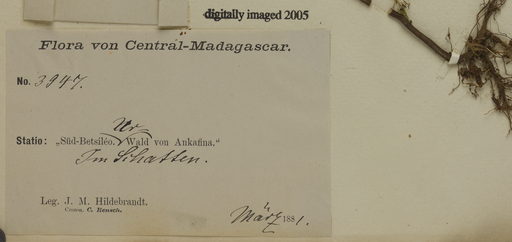 digitally imaged 2005
Flora von Central-Madagascar.
No. 3947.
Ur
Statio: „Süd-Betsiléo. Wald von Ankafina.“
Im Schatten.
Leg. J. M. Hildebrandt.
Comm. C. Rensch.
März 1881.